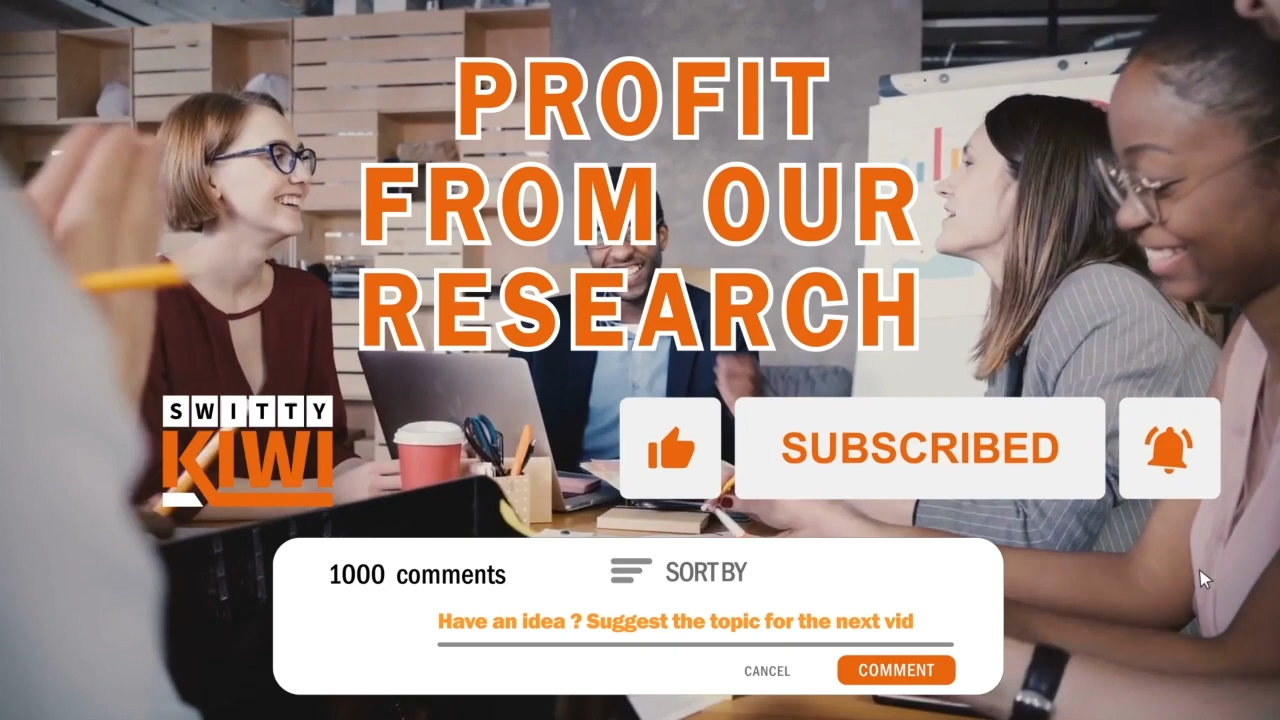 PROFIT
FROM OUR
RESEARCH
SWITTY
KIWI
SUBSCRIBED
1000 comments
SORT BY
Have an idea ? Suggest the topic for the next vid
CANCEL
COMMENT